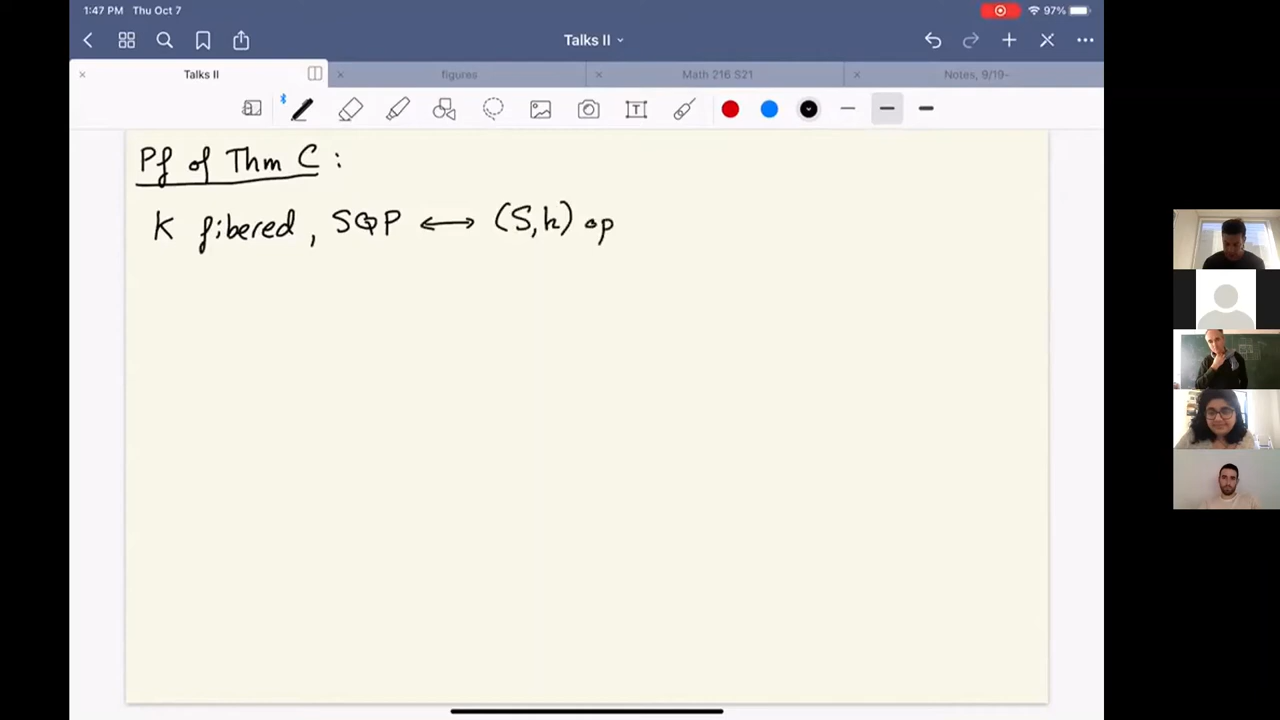 1:47 PM Thu Oct 7
97%
Talks II
Talks II
figures
Math 216 S21
Notes, 9/19-
T
Pf of Thm C :
K fibered, SQP ⟷ (S,h) op